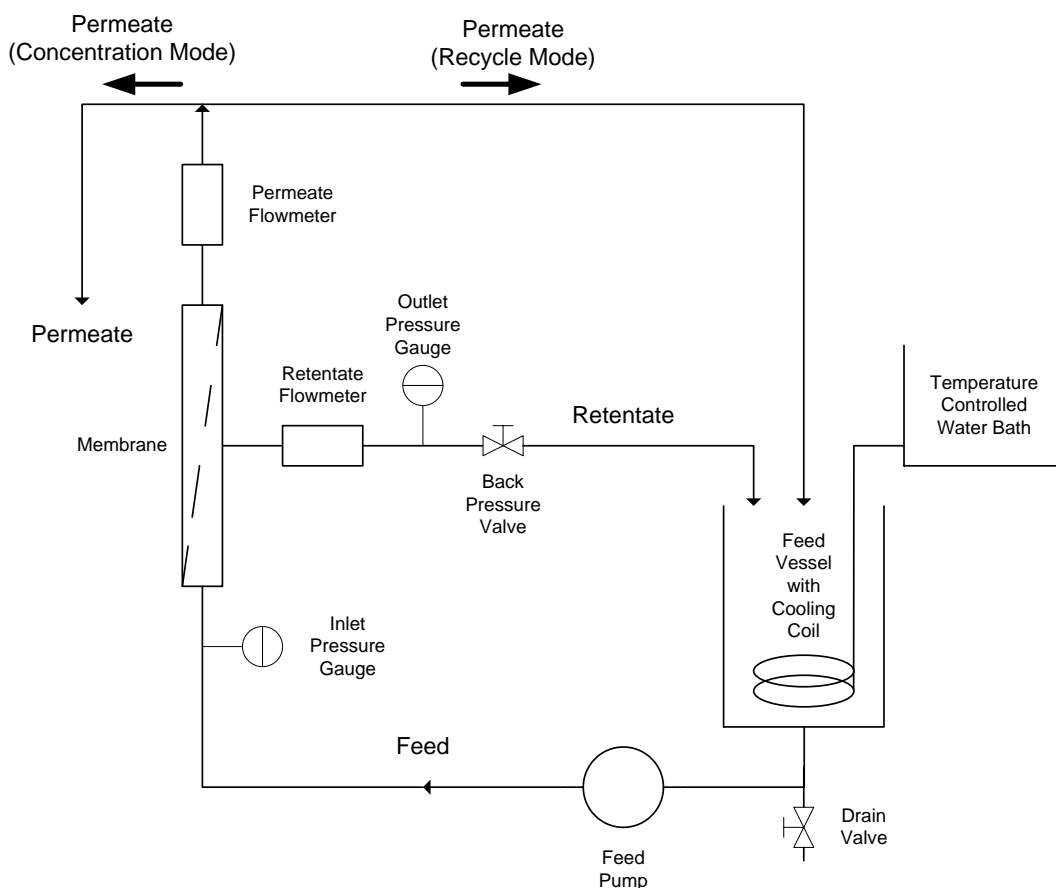 Permeate
(Concentration Mode)
Permeate
(Recycle Mode)
Permeate
Flowmeter
Permeate
Outlet
Pressure
Gauge
Retentate
Flowmeter
Retentate
Temperature
Controlled
Water Bath
Membrane
Back
Pressure
Valve
Feed
Vessel
with
Cooling
Coil
Inlet
Pressure
Gauge
Feed
Drain
Valve
Feed
Pump